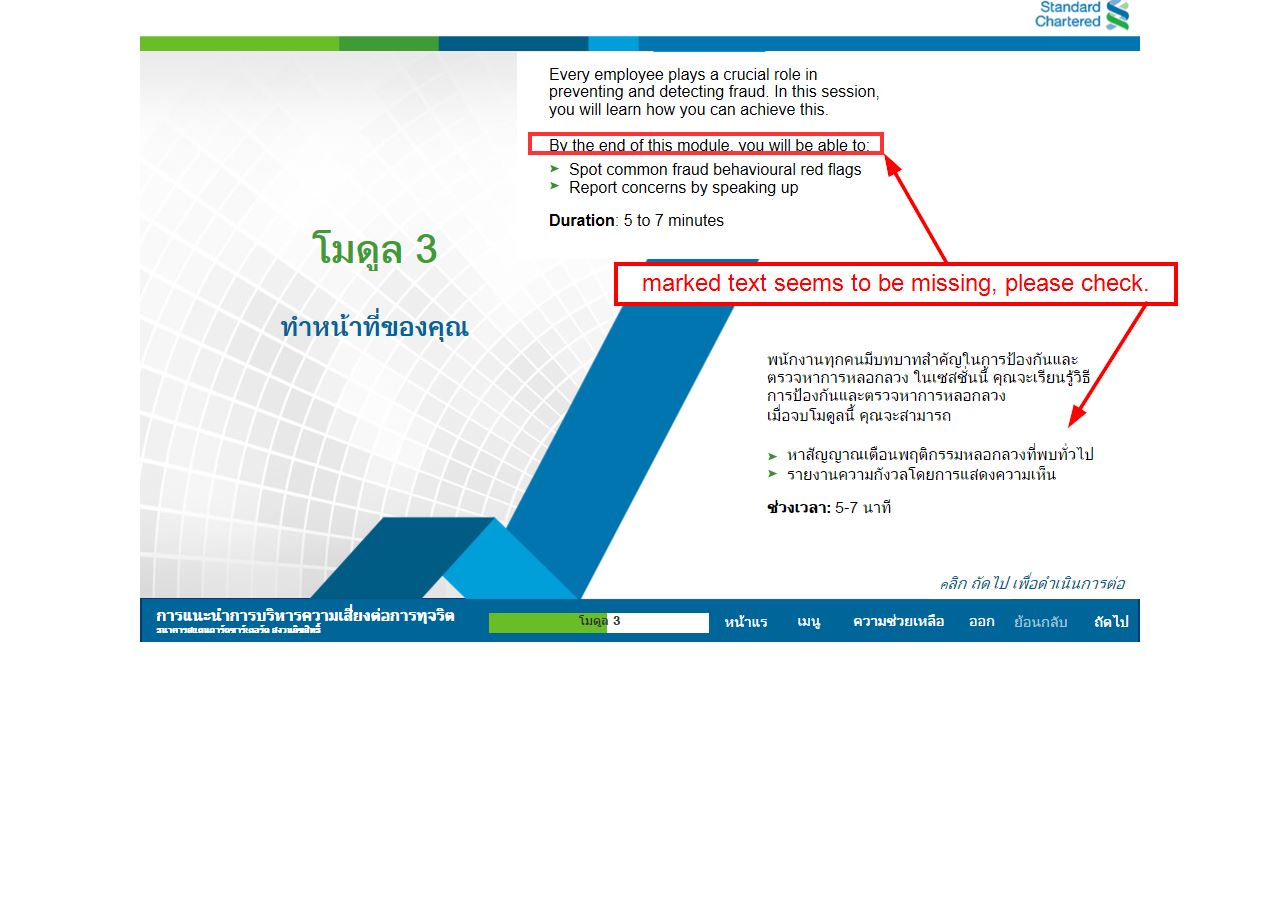 Standard
Chartered
Every employee plays a crucial role in
preventing and detecting fraud. In this session,
you will learn how you can achieve this.
By the end of this module, you will be able to:
Spot common fraud behavioural red flags
Report concerns by speaking up
Duration: 5 to 7 minutes
โมดูล 3
ทำหน้าที่ของคุณ
marked text seems to be missing, please check.
พนักงานทุกคนมีบทบาทสำคัญในการป้องกันและ
ตรวจหาการหลอกลวง ในเซสชั่นนี้ คุณจะเรียนรู้วิธี
การป้องกันและตรวจหาการหลอกลวง
เมื่อจบโมดูลนี้ คุณจะสามารถ
หาสัญญาณเตือนพฤติกรรมหลอกลวงที่พบทั่วไป
รายงานความกังวลโดยการแสดงความเห็น
ช่วงเวลา: 5-7 นาที
คลิก ถัดไป เพื่อดำเนินการต่อ
การแนะนำการบริหารความเสี่ยงต่อการทุจริต
โมดูล 3
หน้าแร
เมนู
ความช่วยเหลือ
ออก
ย้อนกลับ
ถัดไป